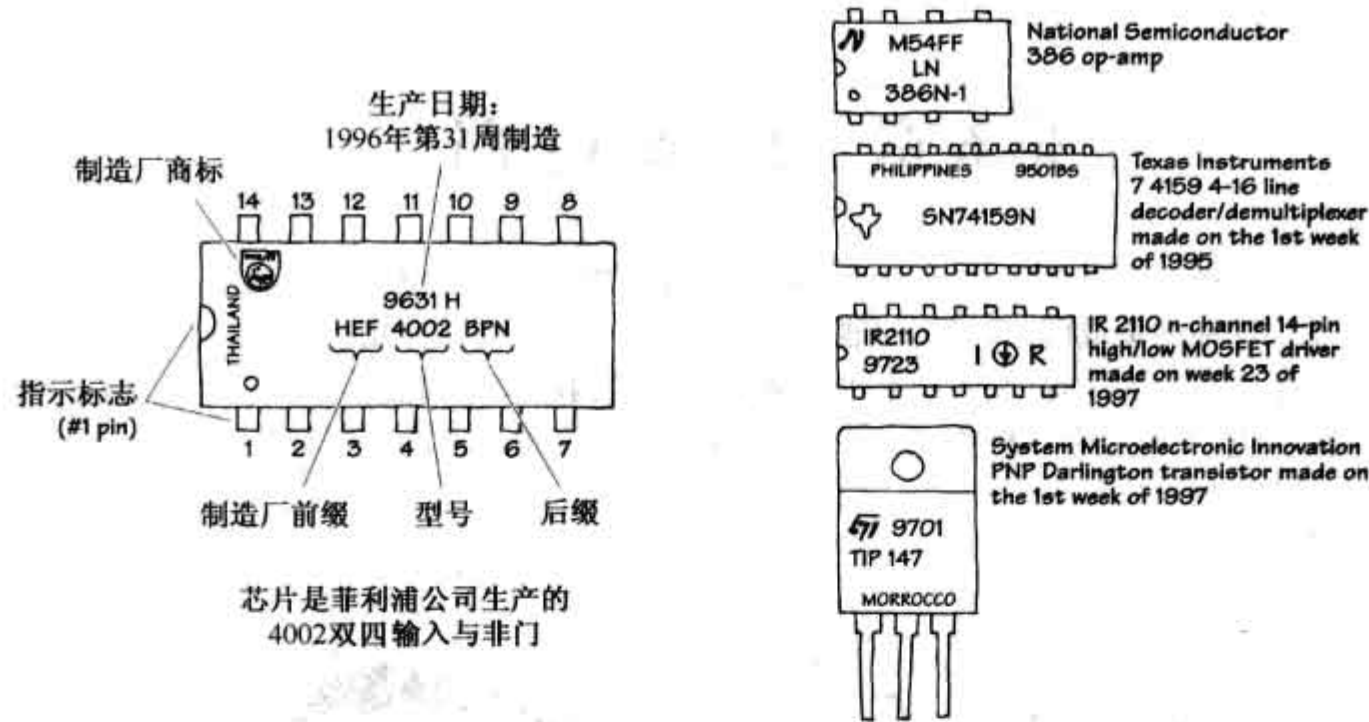 生产日期:
1996年第31周制造
制造厂商标
14 13 12 11 10 9 8
THAILAND
9631 H
HEF 4002 BPN
指示标志
(#1 pin)
1 2 3 4 5 6 7
制造厂前缀
型号
后缀
芯片是菲利浦公司生产的
4002双四输入与非门
M54FF
LN
386N-1
National Semiconductor
386 op-amp
PHILIPPINES 9501BS
SN74159N
Texas Instruments
7 4159 4-16 line
decoder/demultiplexer
made on the 1st week
of 1995
IR2110
9723
I R
IR 2110 n-channel 14-pin
high/low MOSFET driver
made on week 23 of
1997
9701
TIP 147
MORROCCO
System Microelectronic Innovation
PNP Darlington transistor made on
the 1st week of 1997